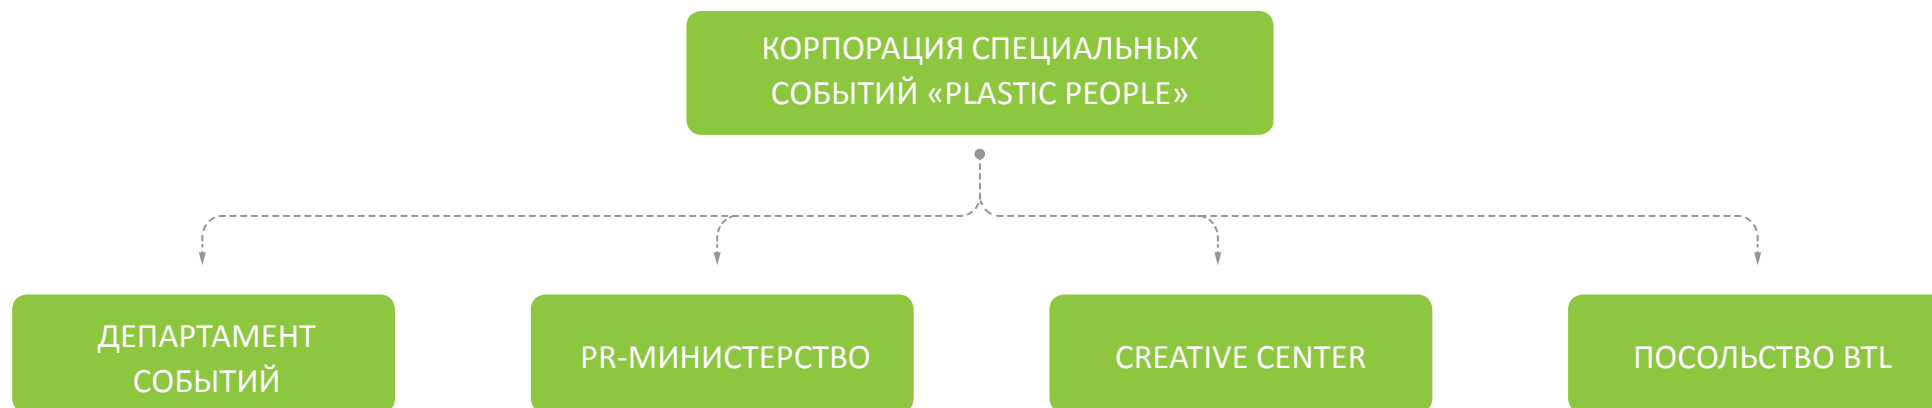 КОРПОРАЦИЯ СПЕЦИАЛЬНЫХ
СОБЫТИЙ «PLASTIC PEOPLE»
ДЕПАРТАМЕНТ
СОБЫТИЙ
PR-МИНИСТЕРСТВО
CREATIVE CENTER
ПОСОЛЬСТВО BTL